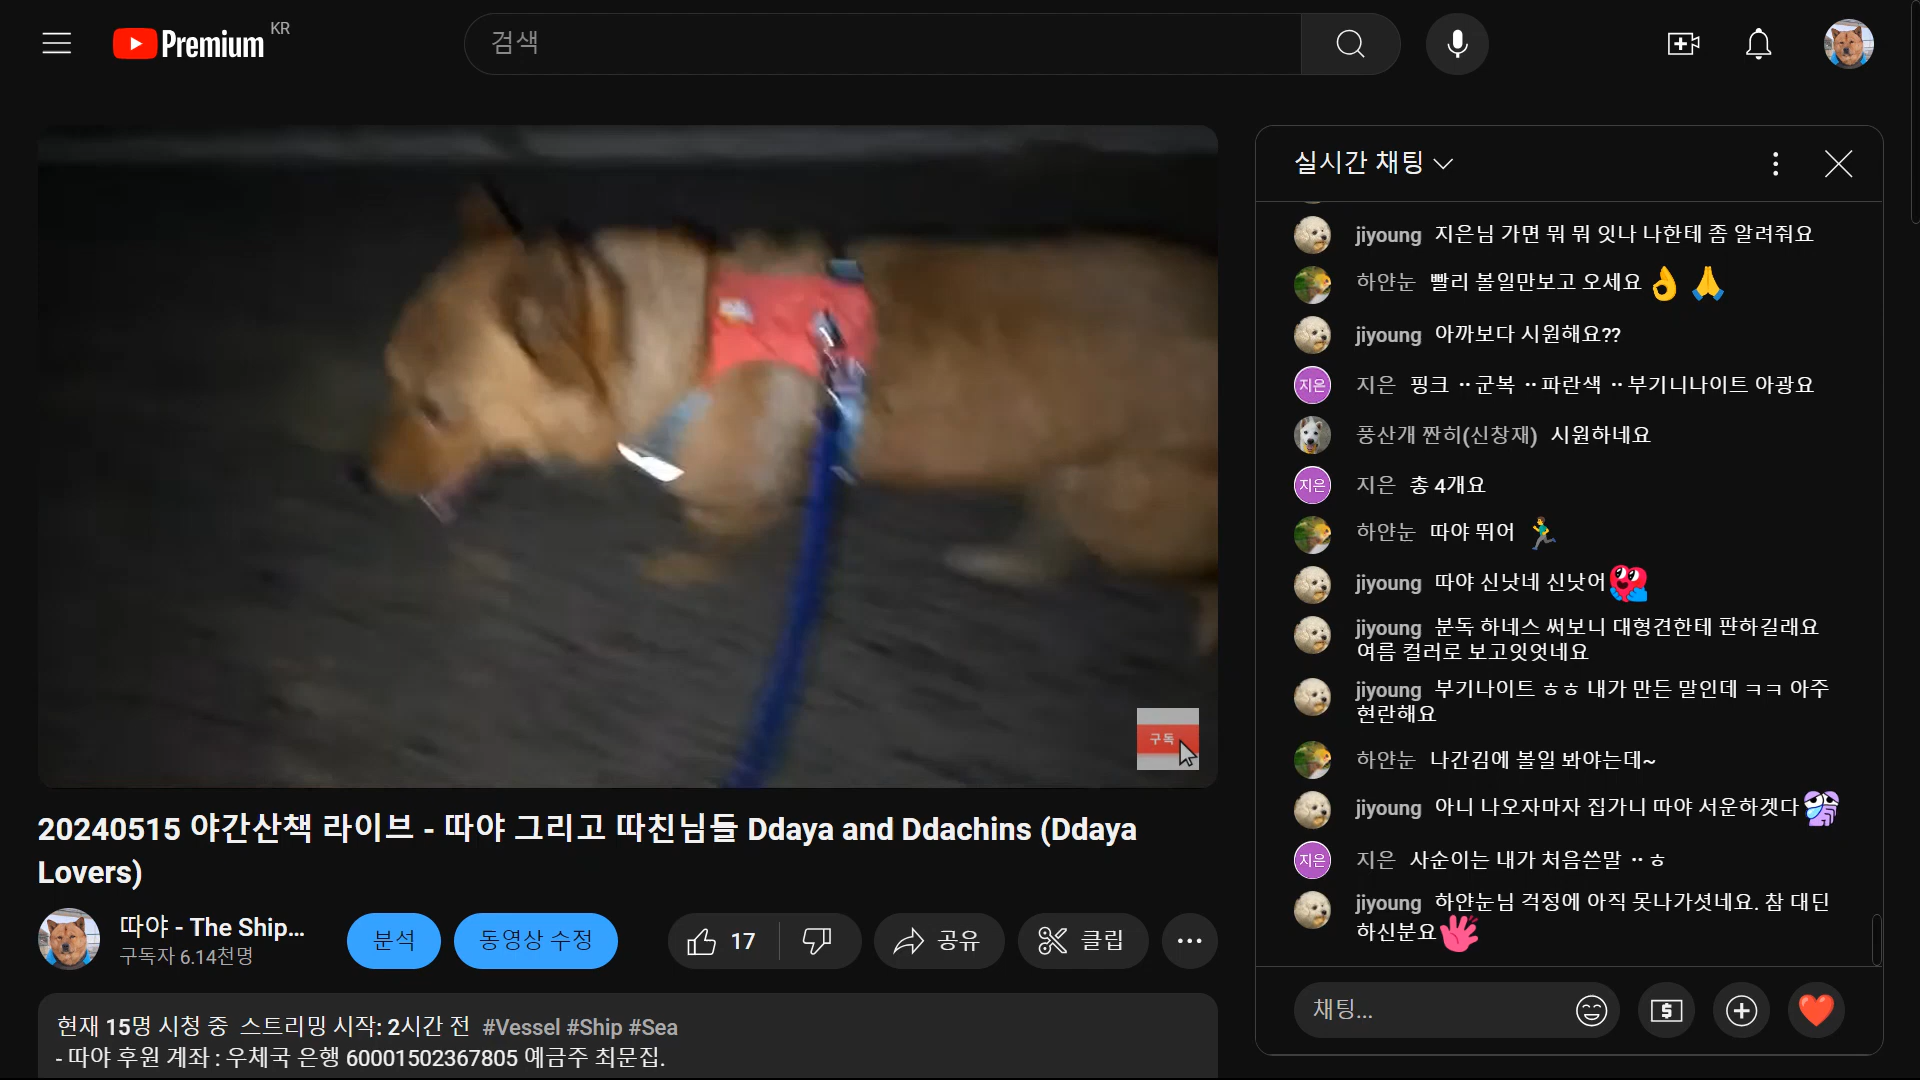 Premium KR
검색
구독
20240515 야간산책 라이브 - 따야 그리고 따친님들 Ddaya and Ddachins (Ddaya
Lovers)
따야 - The Ship...
구독자 6.14천명
분석
동영상 수정
17
공유
클립
현재 15명 시청 중 스트리밍 시작: 2시간 전 #Vessel #Ship #Sea
- 따야 후원 계좌 : 우체국 은행 60001502367805 예금주 최문집.
실시간 채팅
jiyoung 지은님 가면 뭐 뭐 잇나 나한테 좀 알려줘요
하얀눈 빨리 볼일만보고 오세요👌 🙏
jiyoung 아까보다 시원해요??
지은 지은 핑크 ··군복 ··파란색 ··부기니나이트 야광요
풍산개 짠히(신창재) 시원하네요
지은 지은 총 4개요
하얀눈 따야 뛰어 🏃‍♂️
jiyoung 따야 신낫네 신낫어
jiyoung 분독 하네스 써보니 대형견한테 판하길래요
여름 컬러로 보고잇엇네요
jiyoung 부기나이트 ㅎㅎ 내가 만든 말인데 ㅋㅋ 아주
현란해요
하얀눈 나간김에 볼일 봐야는데~
jiyoung 아니 나오자마자 집가니 따야 서운하겟다
지은 지은 사순이는 내가 처음쓴말 ··ㅎ
jiyoung 하얀눈님 걱정에 아직 못나가셧네요. 참 대단
하신분요
채팅...